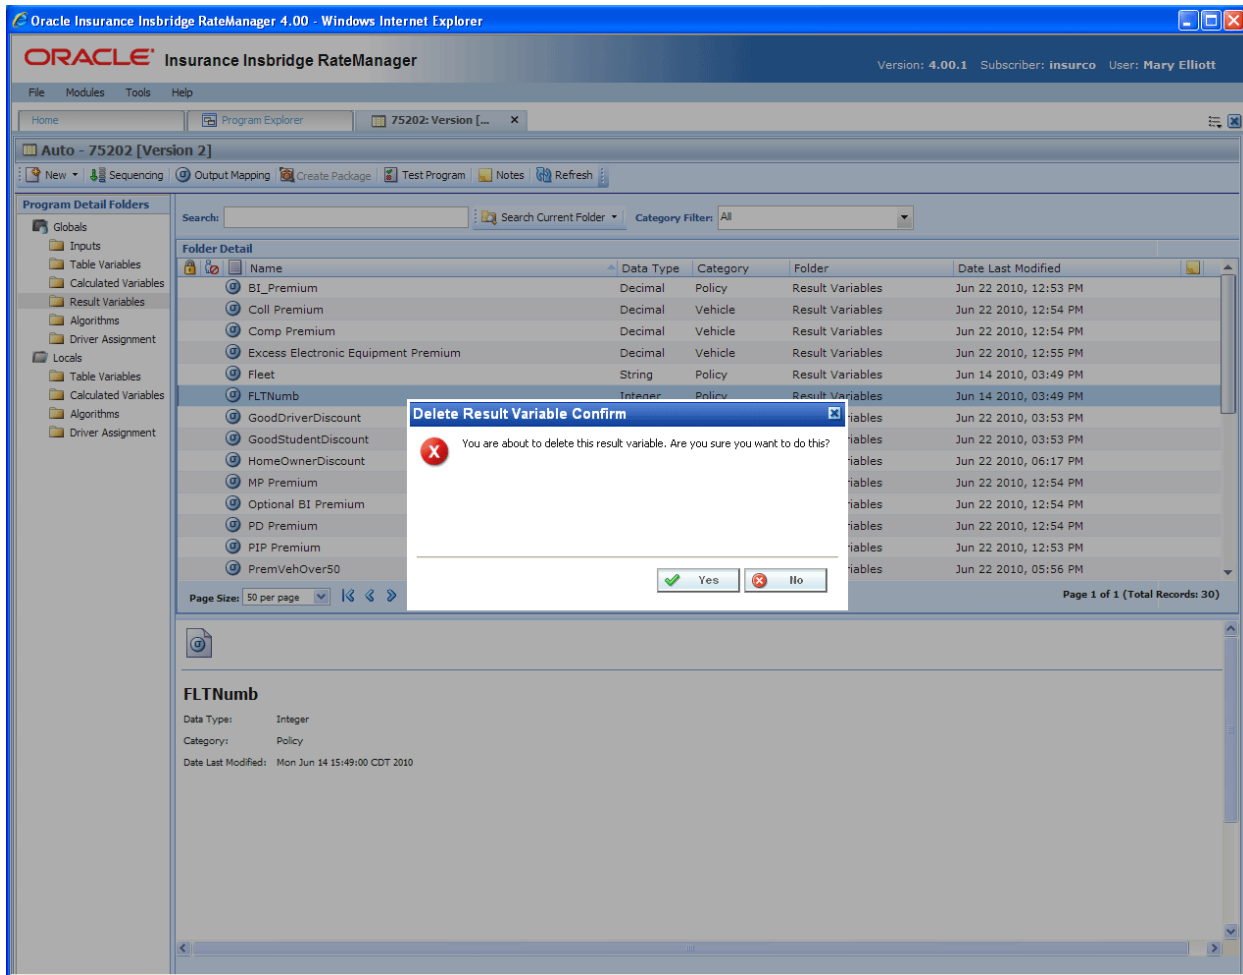 Oracle Insurance Insbridge RateManager 4.00 - Windows Internet Explorer
ORACLE Insurance Insbridge RateManager
Version: 4.00.1 Subscriber: insurco User: Mary Elliott
File Modules Tools Help
Home Program Explorer 75202: Version [... x
Auto - 75202 [Version 2]
New Sequencing Output Mapping Create Package Test Program Notes Refresh
Program Detail Folders
Globals
Inputs
Table Variables
Calculated Variables
Result Variables
Algorithms
Driver Assignment
Locals
Table Variables
Calculated Variables
Algorithms
Driver Assignment
Search: Search Current Folder Category Filter: All
Folder Detail
Name Data Type Category Folder Date Last Modified
BI_Premium Decimal Policy Result Variables Jun 22 2010, 12:53 PM
Coll Premium Decimal Vehicle Result Variables Jun 22 2010, 12:54 PM
Comp Premium Decimal Vehicle Result Variables Jun 22 2010, 12:54 PM
Excess Electronic Equipment Premium Decimal Vehicle Result Variables Jun 22 2010, 12:55 PM
Fleet String Policy Result Variables Jun 14 2010, 03:49 PM
FLTNumb Integer Policy Result Variables Jun 14 2010, 03:49 PM
GoodDriverDiscount iables Jun 22 2010, 03:53 PM
GoodStudentDiscount iables Jun 22 2010, 03:53 PM
HomeOwnerDiscount iables Jun 22 2010, 06:17 PM
MP Premium iables Jun 22 2010, 12:54 PM
Optional BI Premium iables Jun 22 2010, 12:54 PM
PD Premium iables Jun 22 2010, 12:54 PM
PIP Premium iables Jun 22 2010, 12:53 PM
PremVehOver50 iables Jun 22 2010, 05:56 PM
Delete Result Variable Confirm
You are about to delete this result variable. Are you sure you want to do this?
Yes No
Page Size: 50 per page Page 1 of 1 (Total Records: 30)
FLTNumb
Data Type: Integer
Category: Policy
Date Last Modified: Mon Jun 14 15:49:00 CDT 2010